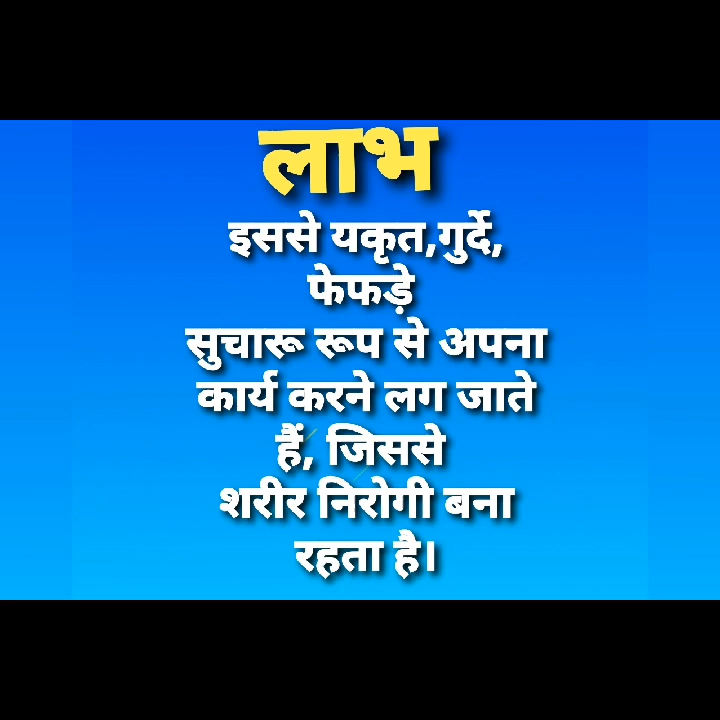 लाभ
इससे यकृत,गुर्दे,
फेफड़े
सुचारू रूप से अपना
कार्य करने लग जाते
हैं, जिससे
शरीर निरोगी बना
रहता है।